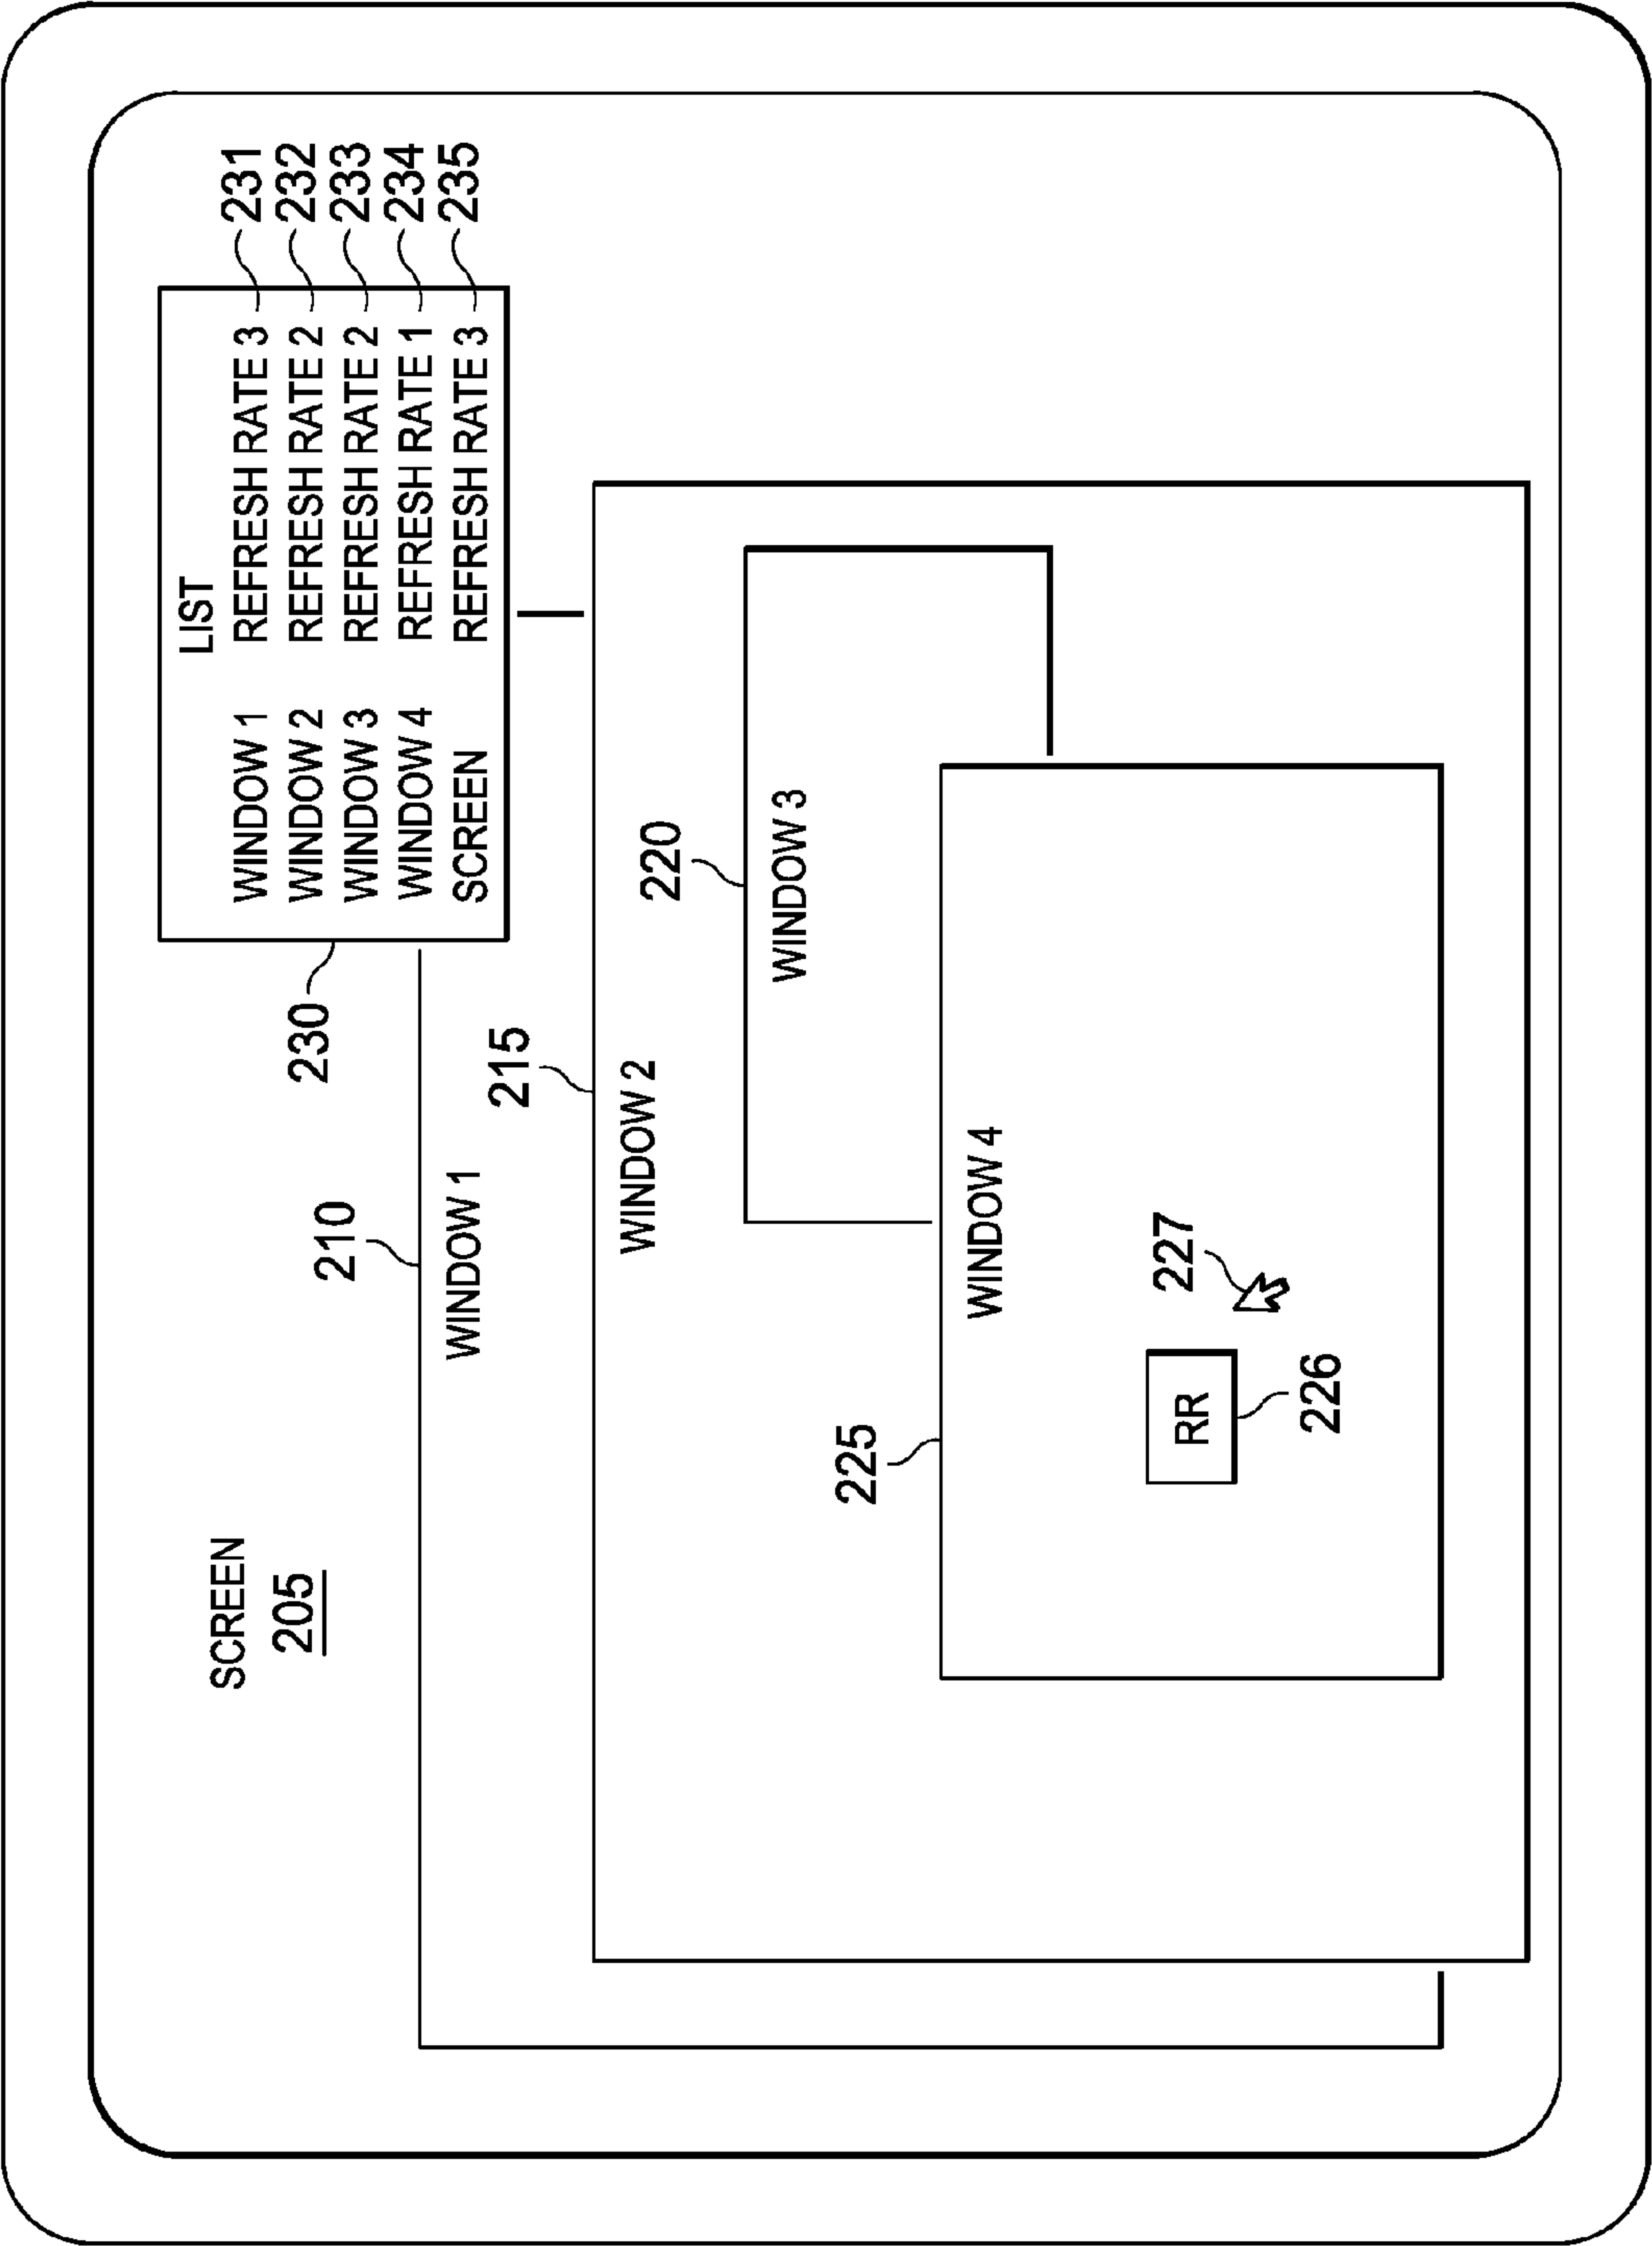 LIST
WINDOW 1 REFRESH RATE 3 231
WINDOW 2 REFRESH RATE 2 232
WINDOW 3 REFRESH RATE 2 233
WINDOW 4 REFRESH RATE 1 234
SCREEN REFRESH RATE 3 235
SCREEN
205
230
210
WINDOW 1
215
WINDOW 2
220
WINDOW 3
225
WINDOW 4
RR
227
226